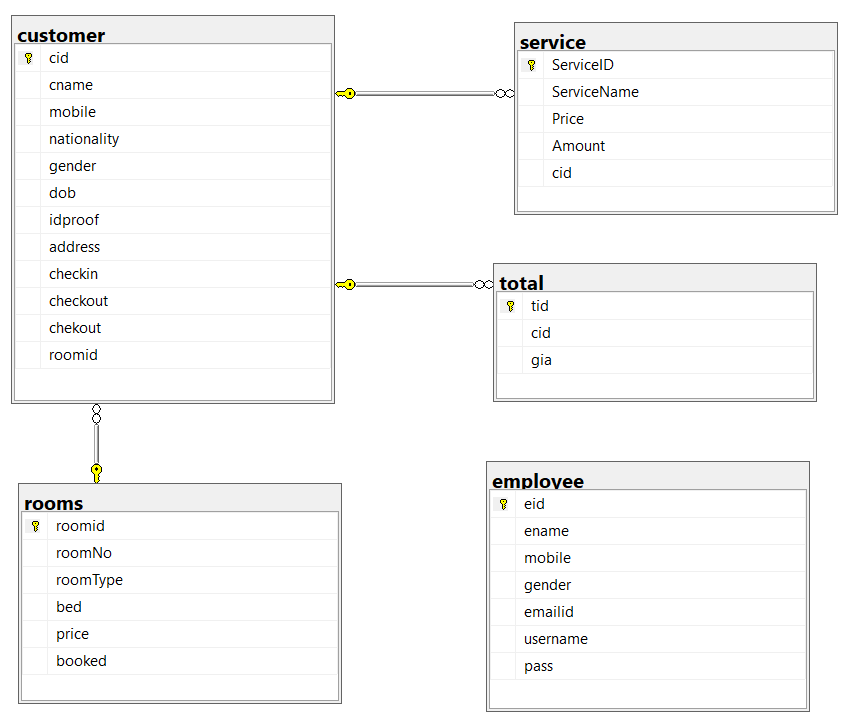 customer
cid
cname
mobile
nationality
gender
dob
idproof
address
checkin
checkout
chekout
roomid
service
ServiceID
ServiceName
Price
Amount
cid
total
tid
cid
gia
rooms
roomid
roomNo
roomType
bed
price
booked
employee
eid
ename
mobile
gender
emailid
username
pass